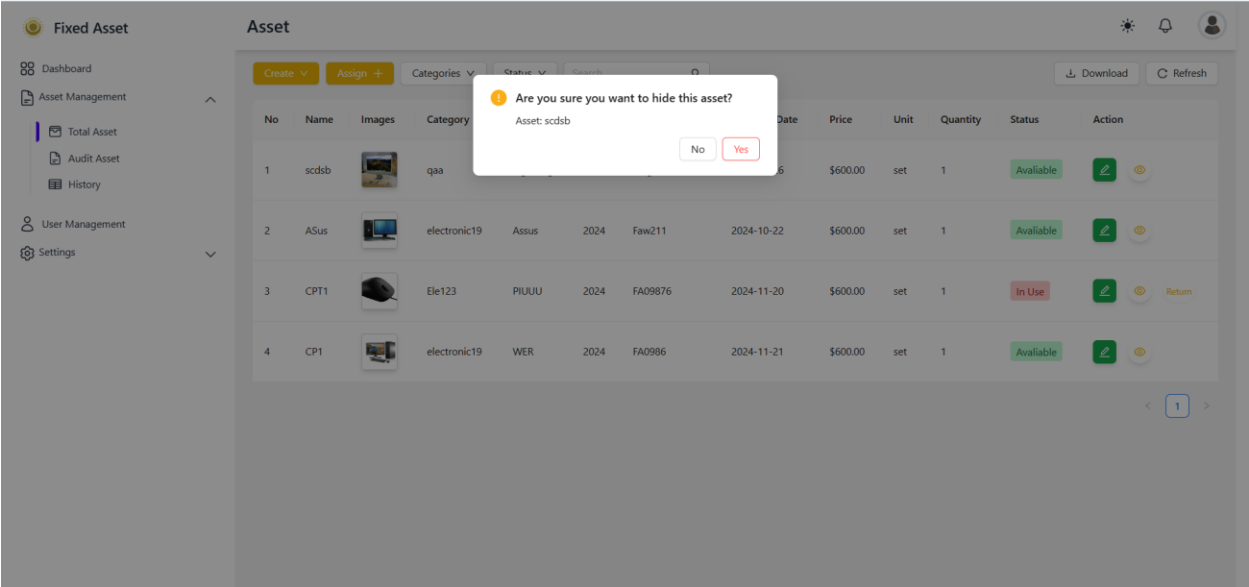 Fixed Asset
Asset
Dashboard
Asset Management
Total Asset
Audit Asset
History
User Management
Settings
Create
Assign
Categories
Status
Search
Download
Refresh
Are you sure you want to hide this asset?
Asset: scdsb
No
Yes
No Name Images Category Date Price Unit Quantity Status Action
1 scdsb qaa $600.00 set 1 Avaliable
2 ASus electronic19 Assus 2024 Faw211 2024-10-22 $600.00 set 1 Avaliable
3 CPT1 Ele123 PIUUU 2024 FA09876 2024-11-20 $600.00 set 1 In Use Return
4 CP1 electronic19 WER 2024 FA0986 2024-11-21 $600.00 set 1 Avaliable
1